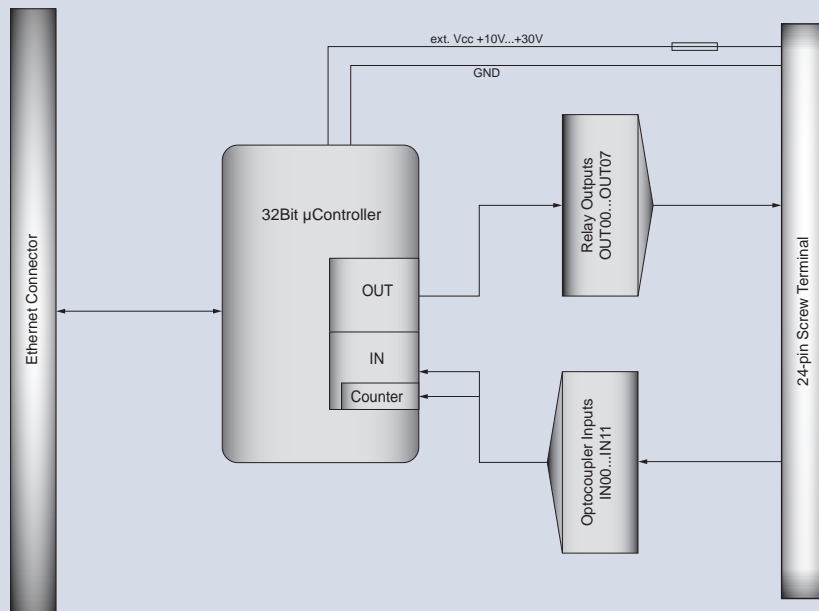 ext. Vcc +10V...+30V
GND
Ethernet Connector
32Bit µController
OUT
IN
Counter
Relay Outputs
OUT00...OUT07
Optocoupler Inputs
IN00...IN11
24-pin Screw Terminal